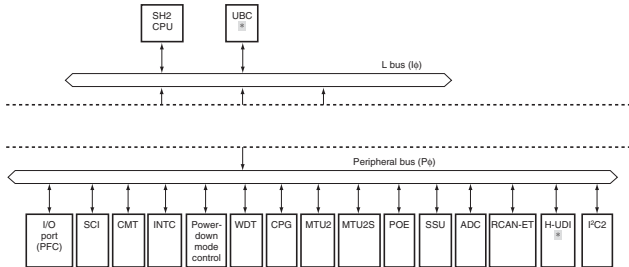 SH2
CPU
UBC
*
L bus (Iφ)
Peripheral bus (Pφ)
I/O
port
(PFC)
SCI
CMT
INTC
Power-
down
mode
control
WDT
CPG
MTU2
MTU2S
POE
SSU
ADC
RCAN-ET
H-UDI
*
I²C2